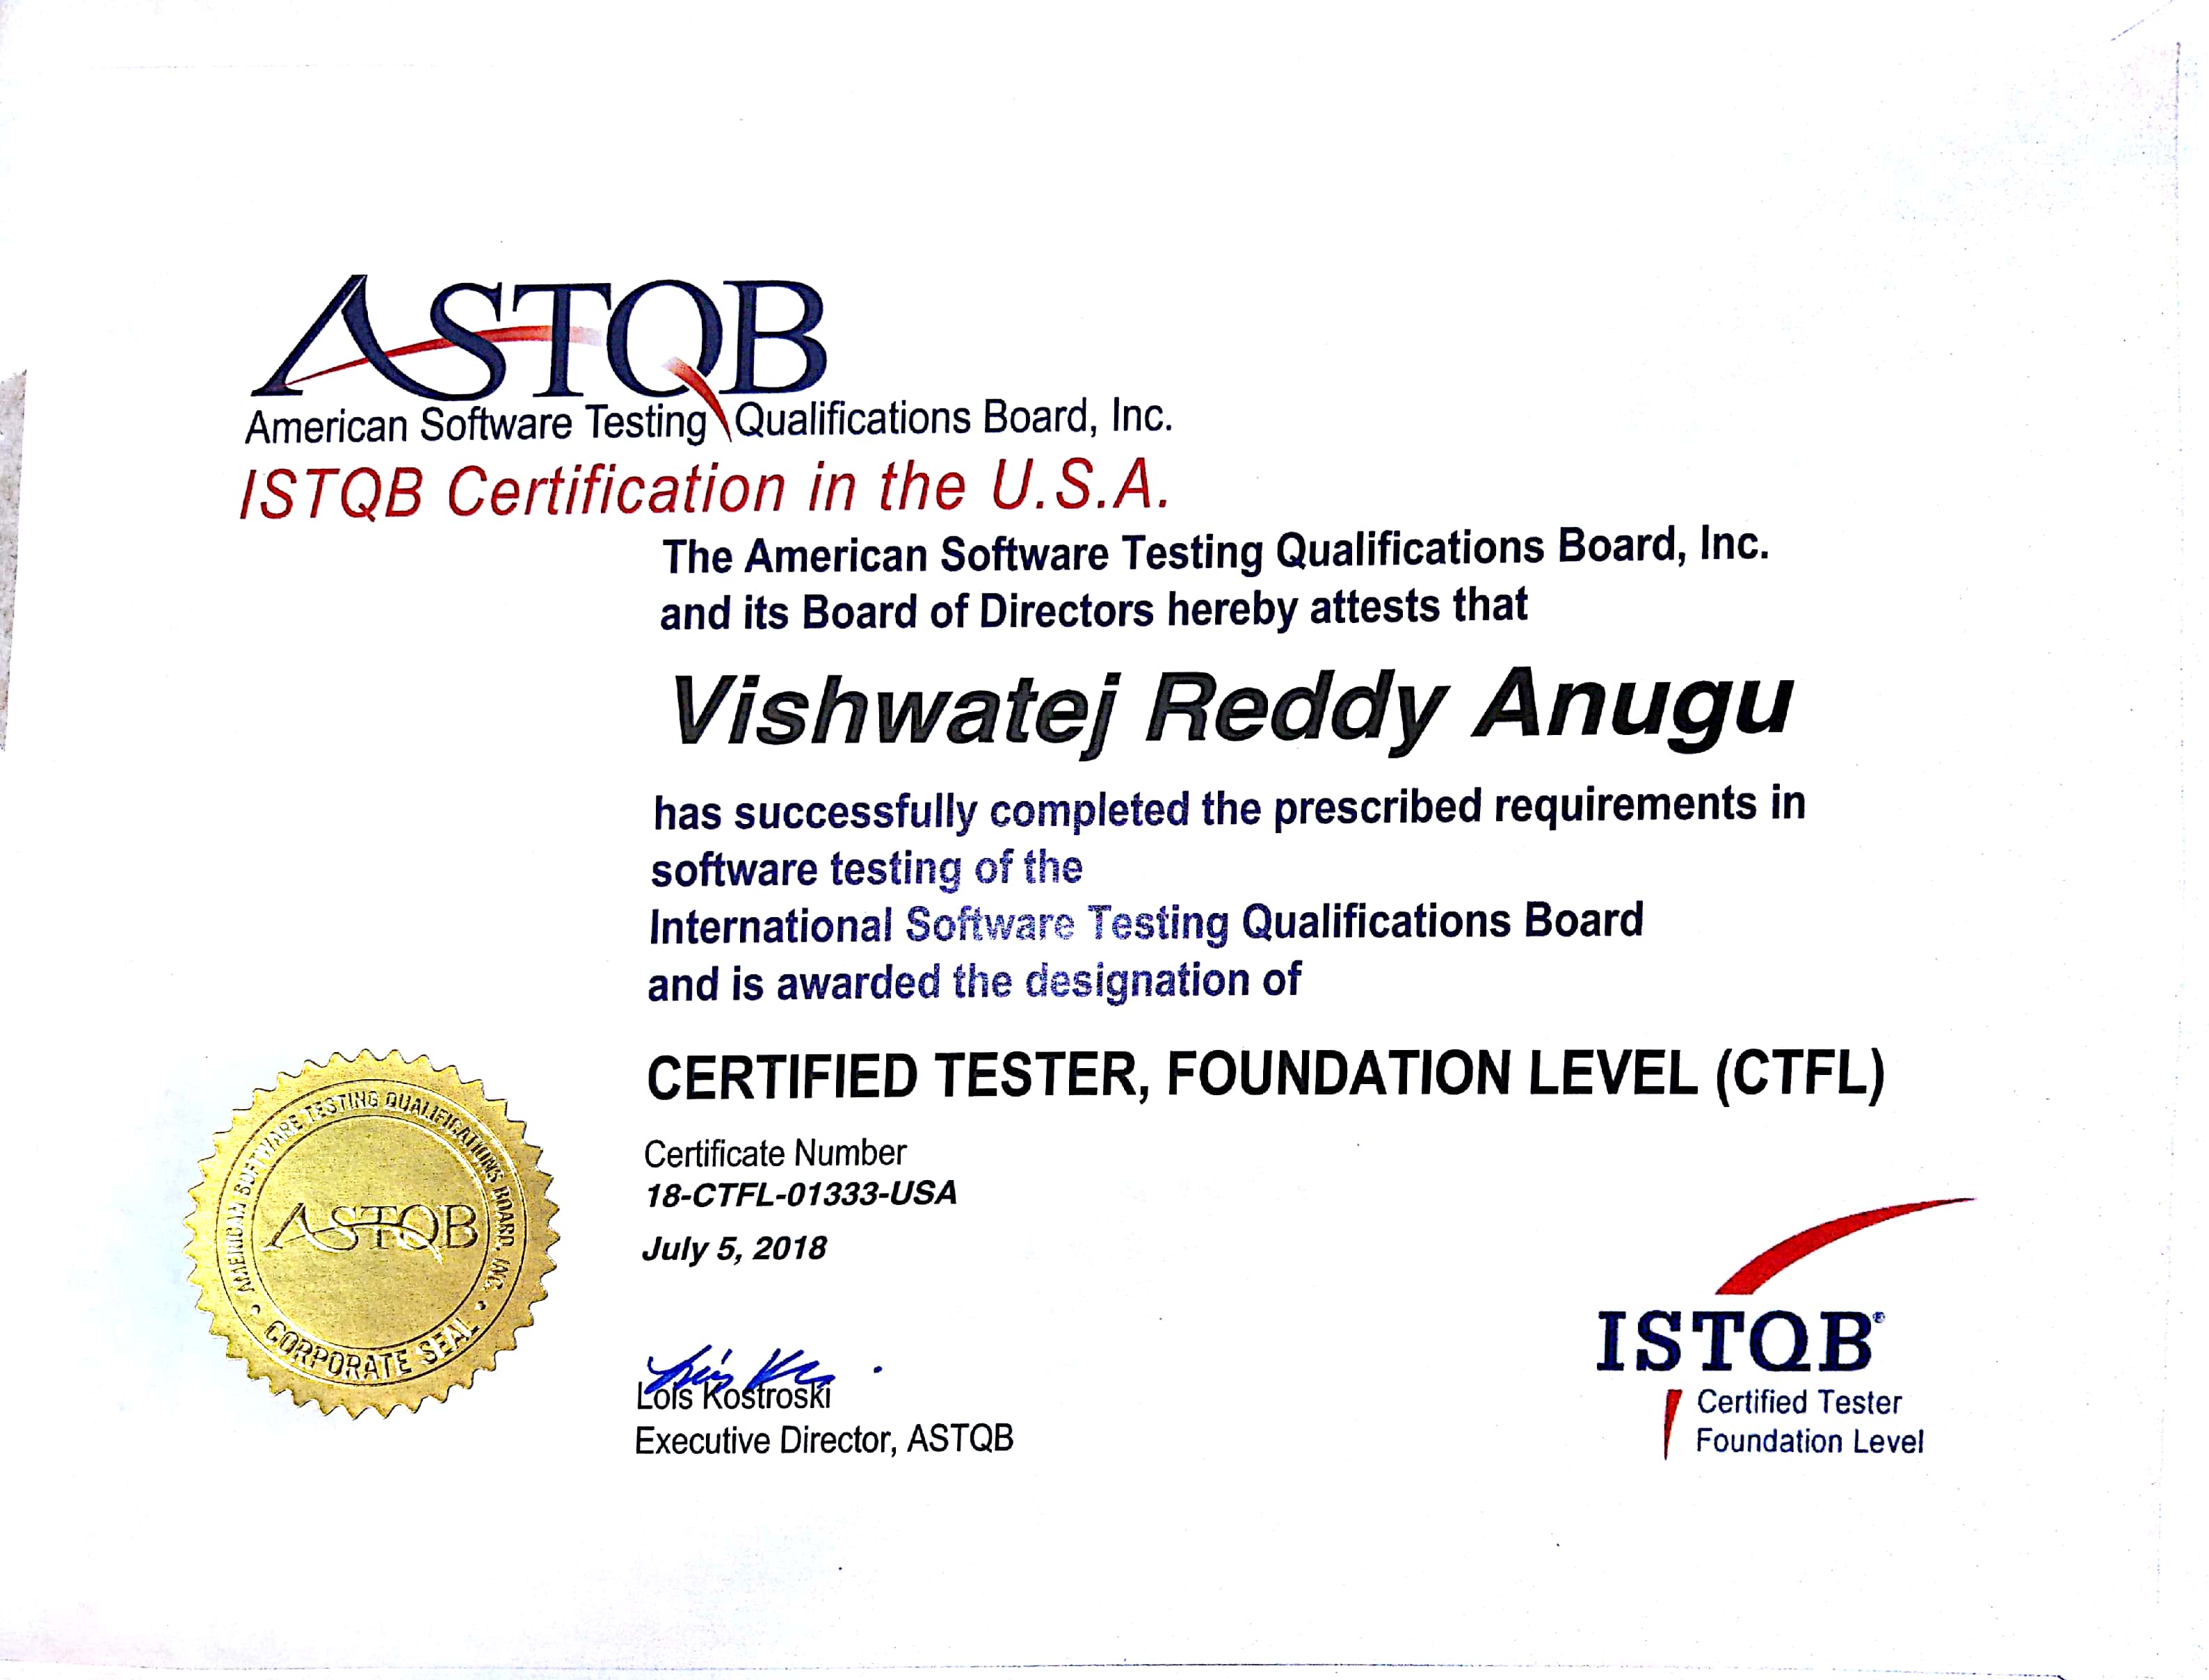 ASTQB
American Software Testing Qualifications Board, Inc.
ISTQB Certification in the U.S.A.
The American Software Testing Qualifications Board, Inc.
and its Board of Directors hereby attests that
Vishwatej Reddy Anugu
has successfully completed the prescribed requirements in
software testing of the
International Software Testing Qualifications Board
and is awarded the designation of
CERTIFIED TESTER, FOUNDATION LEVEL (CTFL)
Certificate Number
18-CTFL-01333-USA
July 5, 2018
Lois Kostroski
Executive Director, ASTQB
AMERICAN SOFTWARE TESTING QUALIFICATIONS BOARD, INC.
ASTQB
• CORPORATE SEAL •
ISTQB®
Certified Tester
Foundation Level